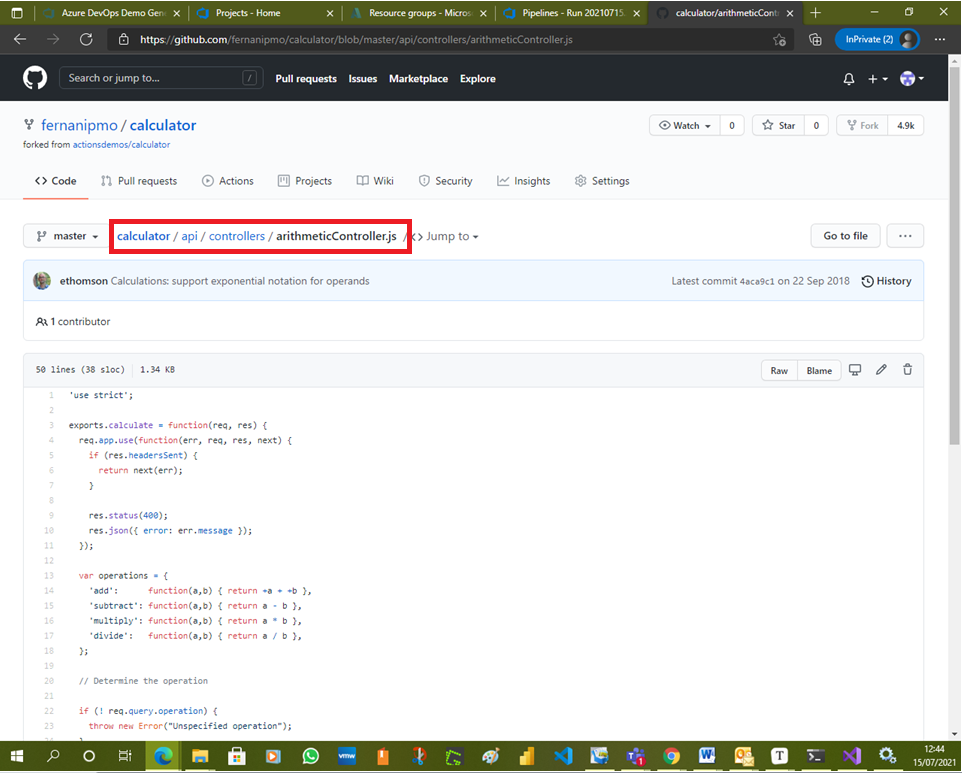 Azure DevOps Demo Gene
Projects - Home
Resource groups - Micros
Pipelines - Run 20210715.
calculator/arithmeticCont
https://github.com/fernanipmo/calculator/blob/master/api/controllers/arithmeticController.js
InPrivate (2)
Search or jump to... /
Pull requests Issues Marketplace Explore
fernanipmo / calculator
Watch 0 Star 0 Fork 4.9k
forked from actionsdemos/calculator
Code Pull requests Actions Projects Wiki Security Insights Settings
master calculator / api / controllers / arithmeticController.js / <> Jump to Go to file ...
ethomson Calculations: support exponential notation for operands Latest commit 4aca9c1 on 22 Sep 2018 History
1 contributor
50 lines (38 sloc) 1.34 KB Raw Blame
1 'use strict';
2
3 exports.calculate = function(req, res) {
4 req.app.use(function(err, req, res, next) {
5 if (res.headersSent) {
6 return next(err);
7 }
8
9 res.status(400);
10 res.json({ error: err.message });
11 });
12
13 var operations = {
14 'add': function(a,b) { return +a + +b },
15 'subtract': function(a,b) { return a - b },
16 'multiply': function(a,b) { return a * b },
17 'divide': function(a,b) { return a / b },
18 };
19
20 // Determine the operation
21
22 if (! req.query.operation) {
23 throw new Error("Unspecified operation");
vmw
1
W
T
12:44
15/07/2021